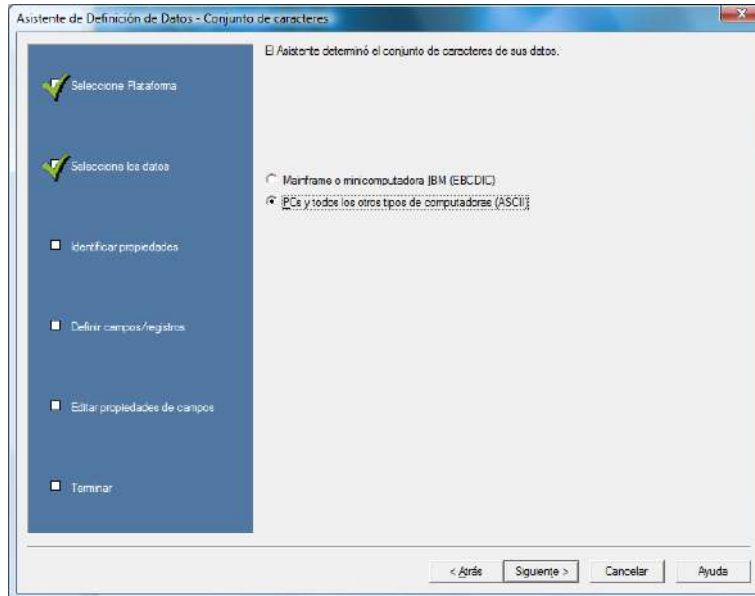 Asistente de Definición de Datos - Conjunto de caracteres
El Asistente determinó el conjunto de caracteres de sus datos.
Seleccione Plataforma
Seleccione los datos
Mainframe o minicomputadora IBM (EBCDIC)
PCs y todos los otros tipos de computadoras (ASCII)
Identificar propiedades
Definir campos/registros
Editar propiedades de campos
Terminar
< Atrás
Siguiente >
Cancelar
Ayuda